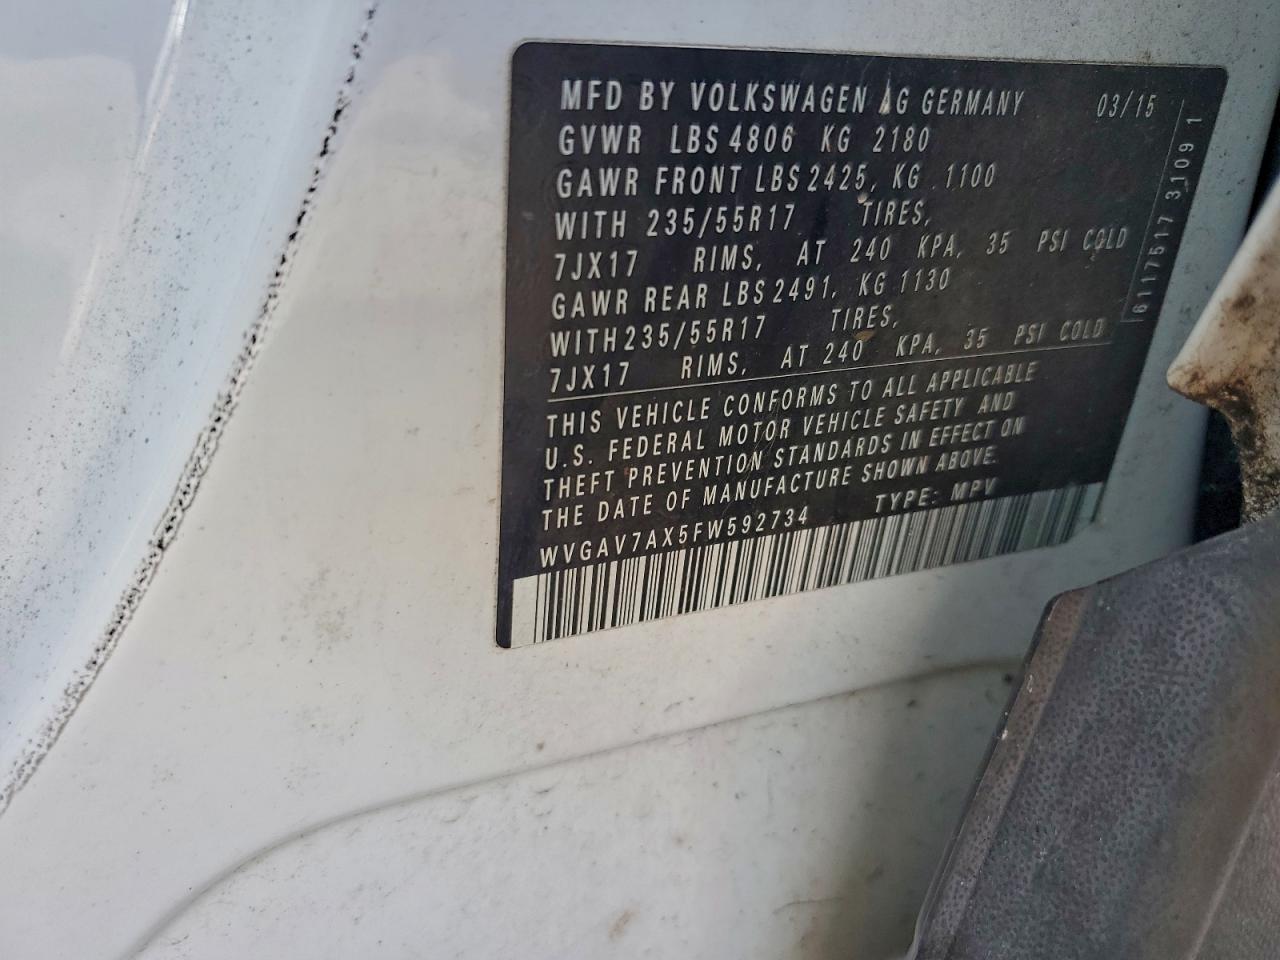 MFD BY VOLKSWAGEN AG GERMANY 03/15
GVWR LBS 4806 KG 2180
GAWR FRONT LBS 2425, KG 1100
WITH 235/55R17 TIRES,
7JX17 RIMS, AT 240 KPA, 35 PSI COLD
GAWR REAR LBS 2491, KG 1130
WITH 235/55R17 TIRES,
7JX17 RIMS, AT 240 KPA, 35 PSI COLD
THIS VEHICLE CONFORMS TO ALL APPLICABLE
U.S. FEDERAL MOTOR VEHICLE SAFETY AND
THEFT PREVENTION STANDARDS IN EFFECT ON
THE DATE OF MANUFACTURE SHOWN ABOVE.
WVGAV7AX5FW592734 TYPE: MPV
6117517 3109 1